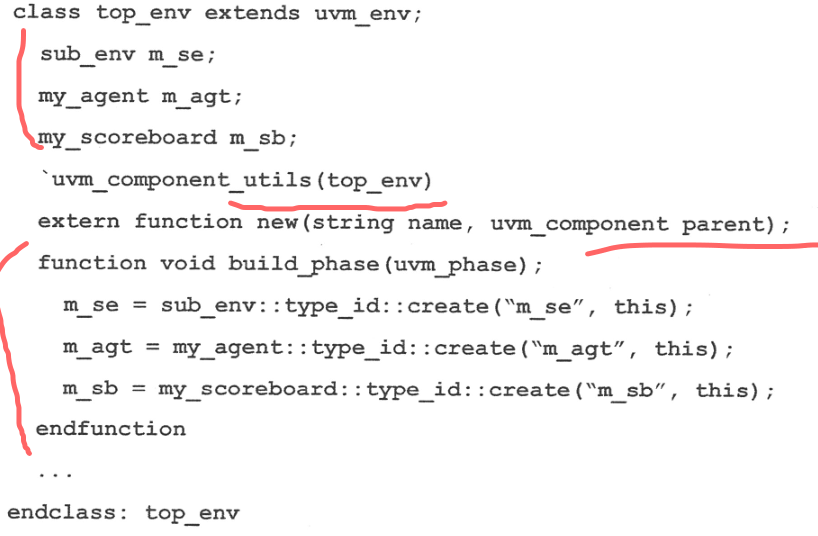 class top_env extends uvm_env;
sub_env m_se;
my_agent m_agt;
my_scoreboard m_sb;
`uvm_component_utils(top_env)
extern function new(string name, uvm_component parent);
function void build_phase(uvm_phase);
m_se = sub_env::type_id::create(“m_se”, this);
m_agt = my_agent::type_id::create(“m_agt”, this);
m_sb = my_scoreboard::type_id::create(“m_sb”, this);
endfunction
...
endclass: top_env